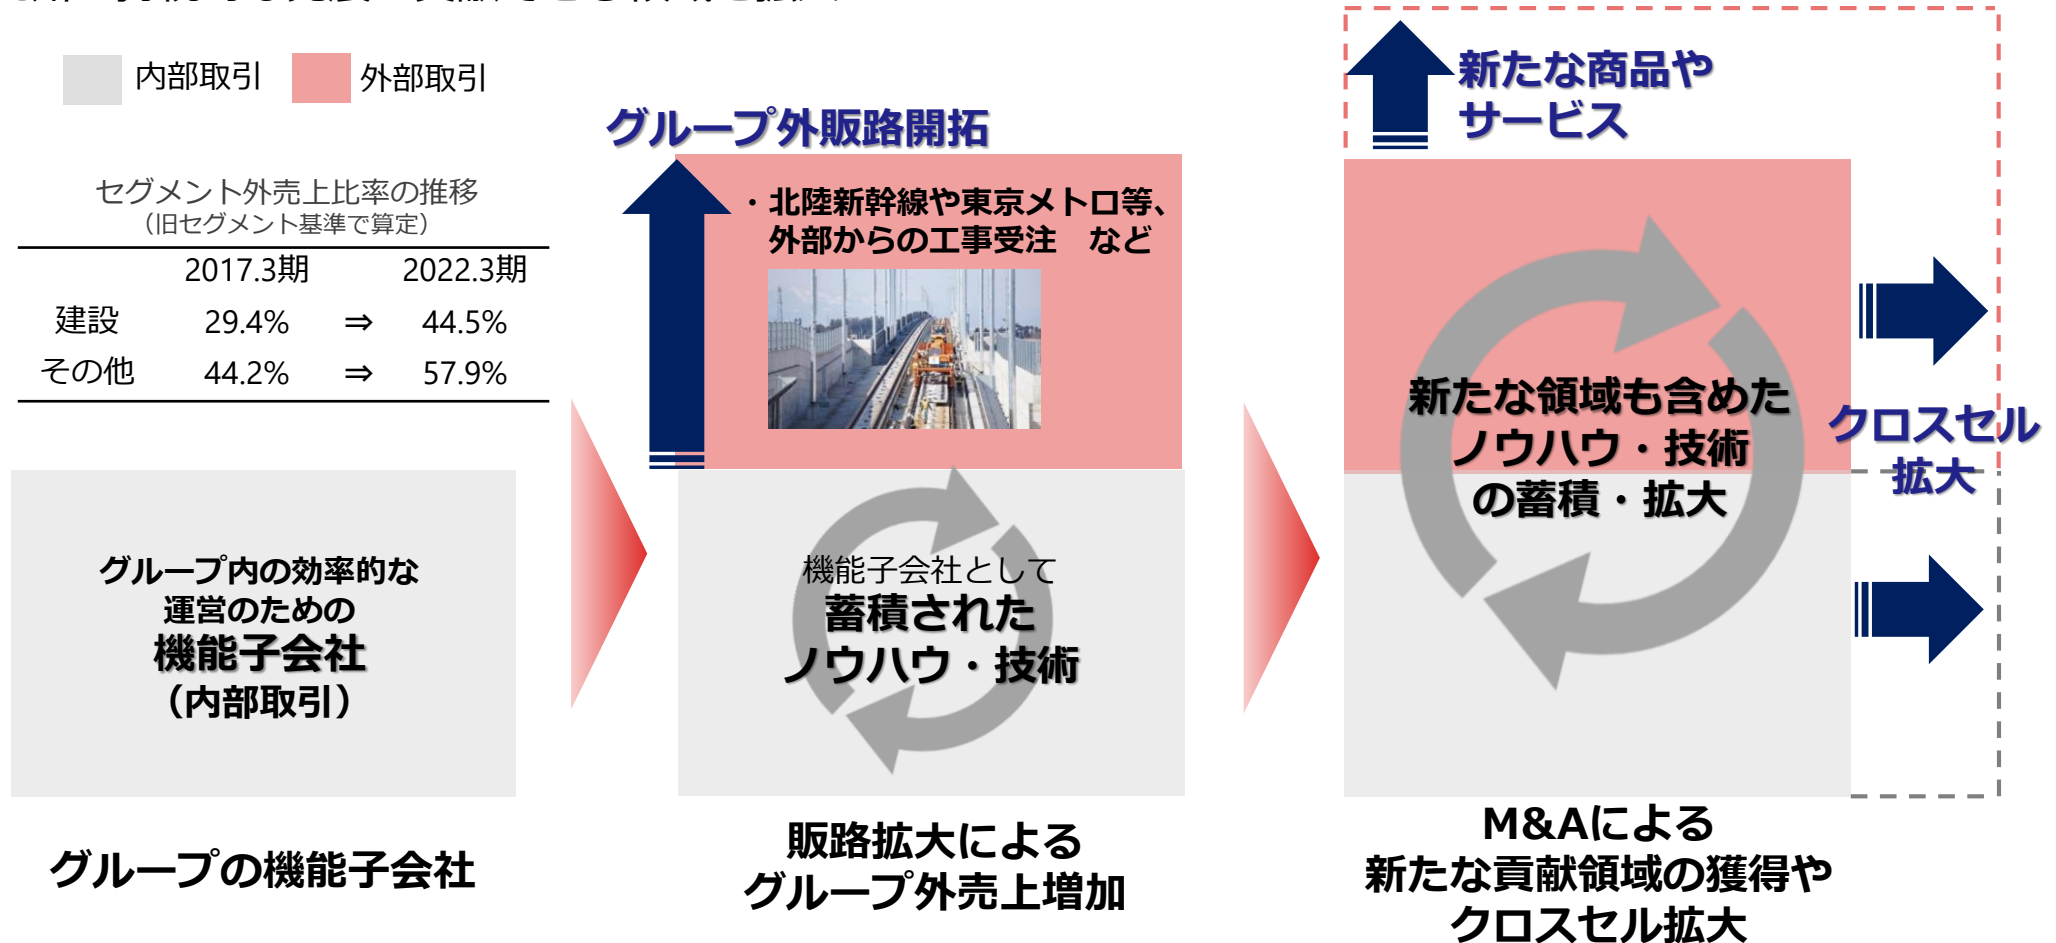 内部取引
外部取引
セグメント外売上比率の推移
（旧セグメント基準で算定）
2017.3期 2022.3期
建設 29.4% ⇒ 44.5%
その他 44.2% ⇒ 57.9%
グループ内の効率的な
運営のための
機能子会社
（内部取引）
グループの機能子会社
グループ外販路開拓
・北陸新幹線や東京メトロ等、
外部からの工事受注　など
機能子会社として
蓄積された
ノウハウ・技術
販路拡大による
グループ外売上増加
新たな商品や
サービス
新たな領域も含めた
ノウハウ・技術
の蓄積・拡大
クロスセル
拡大
M&Aによる
新たな貢献領域の獲得や
クロスセル拡大